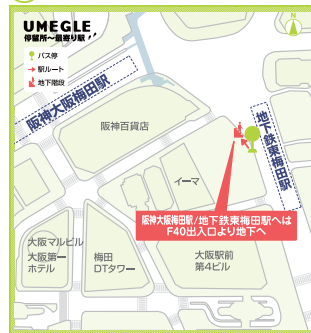 UMEGLE
停留所〜最寄り駅
N
バス停
駅ルート
地下階段
阪神大阪梅田駅
阪神百貨店
地下鉄東梅田駅
イーマ
阪神大阪梅田駅/地下鉄東梅田駅へは
F40出入口より地下へ
大阪マルビル
大阪第一
ホテル
梅田
DTタワー
大阪駅前
第4ビル